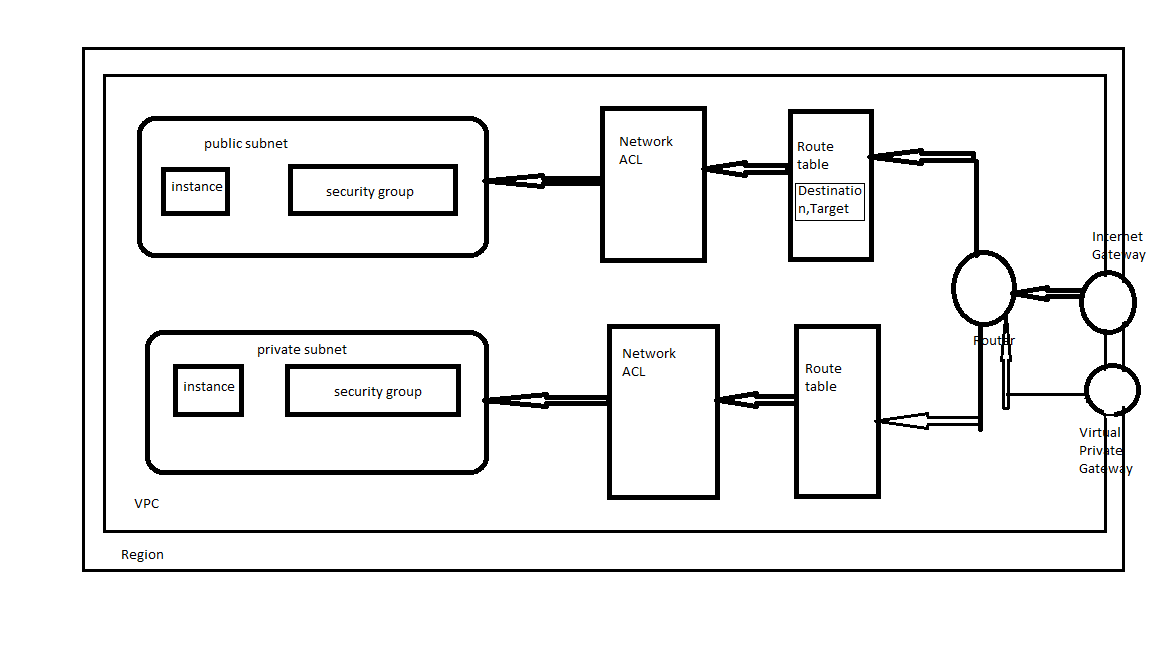 public subnet
instance
security group
Network
ACL
Route
table
Destinatio
n,Target
Internet
Gateway
Router
private subnet
instance
security group
Network
ACL
Route
table
Virtual
Private
Gateway
VPC
Region